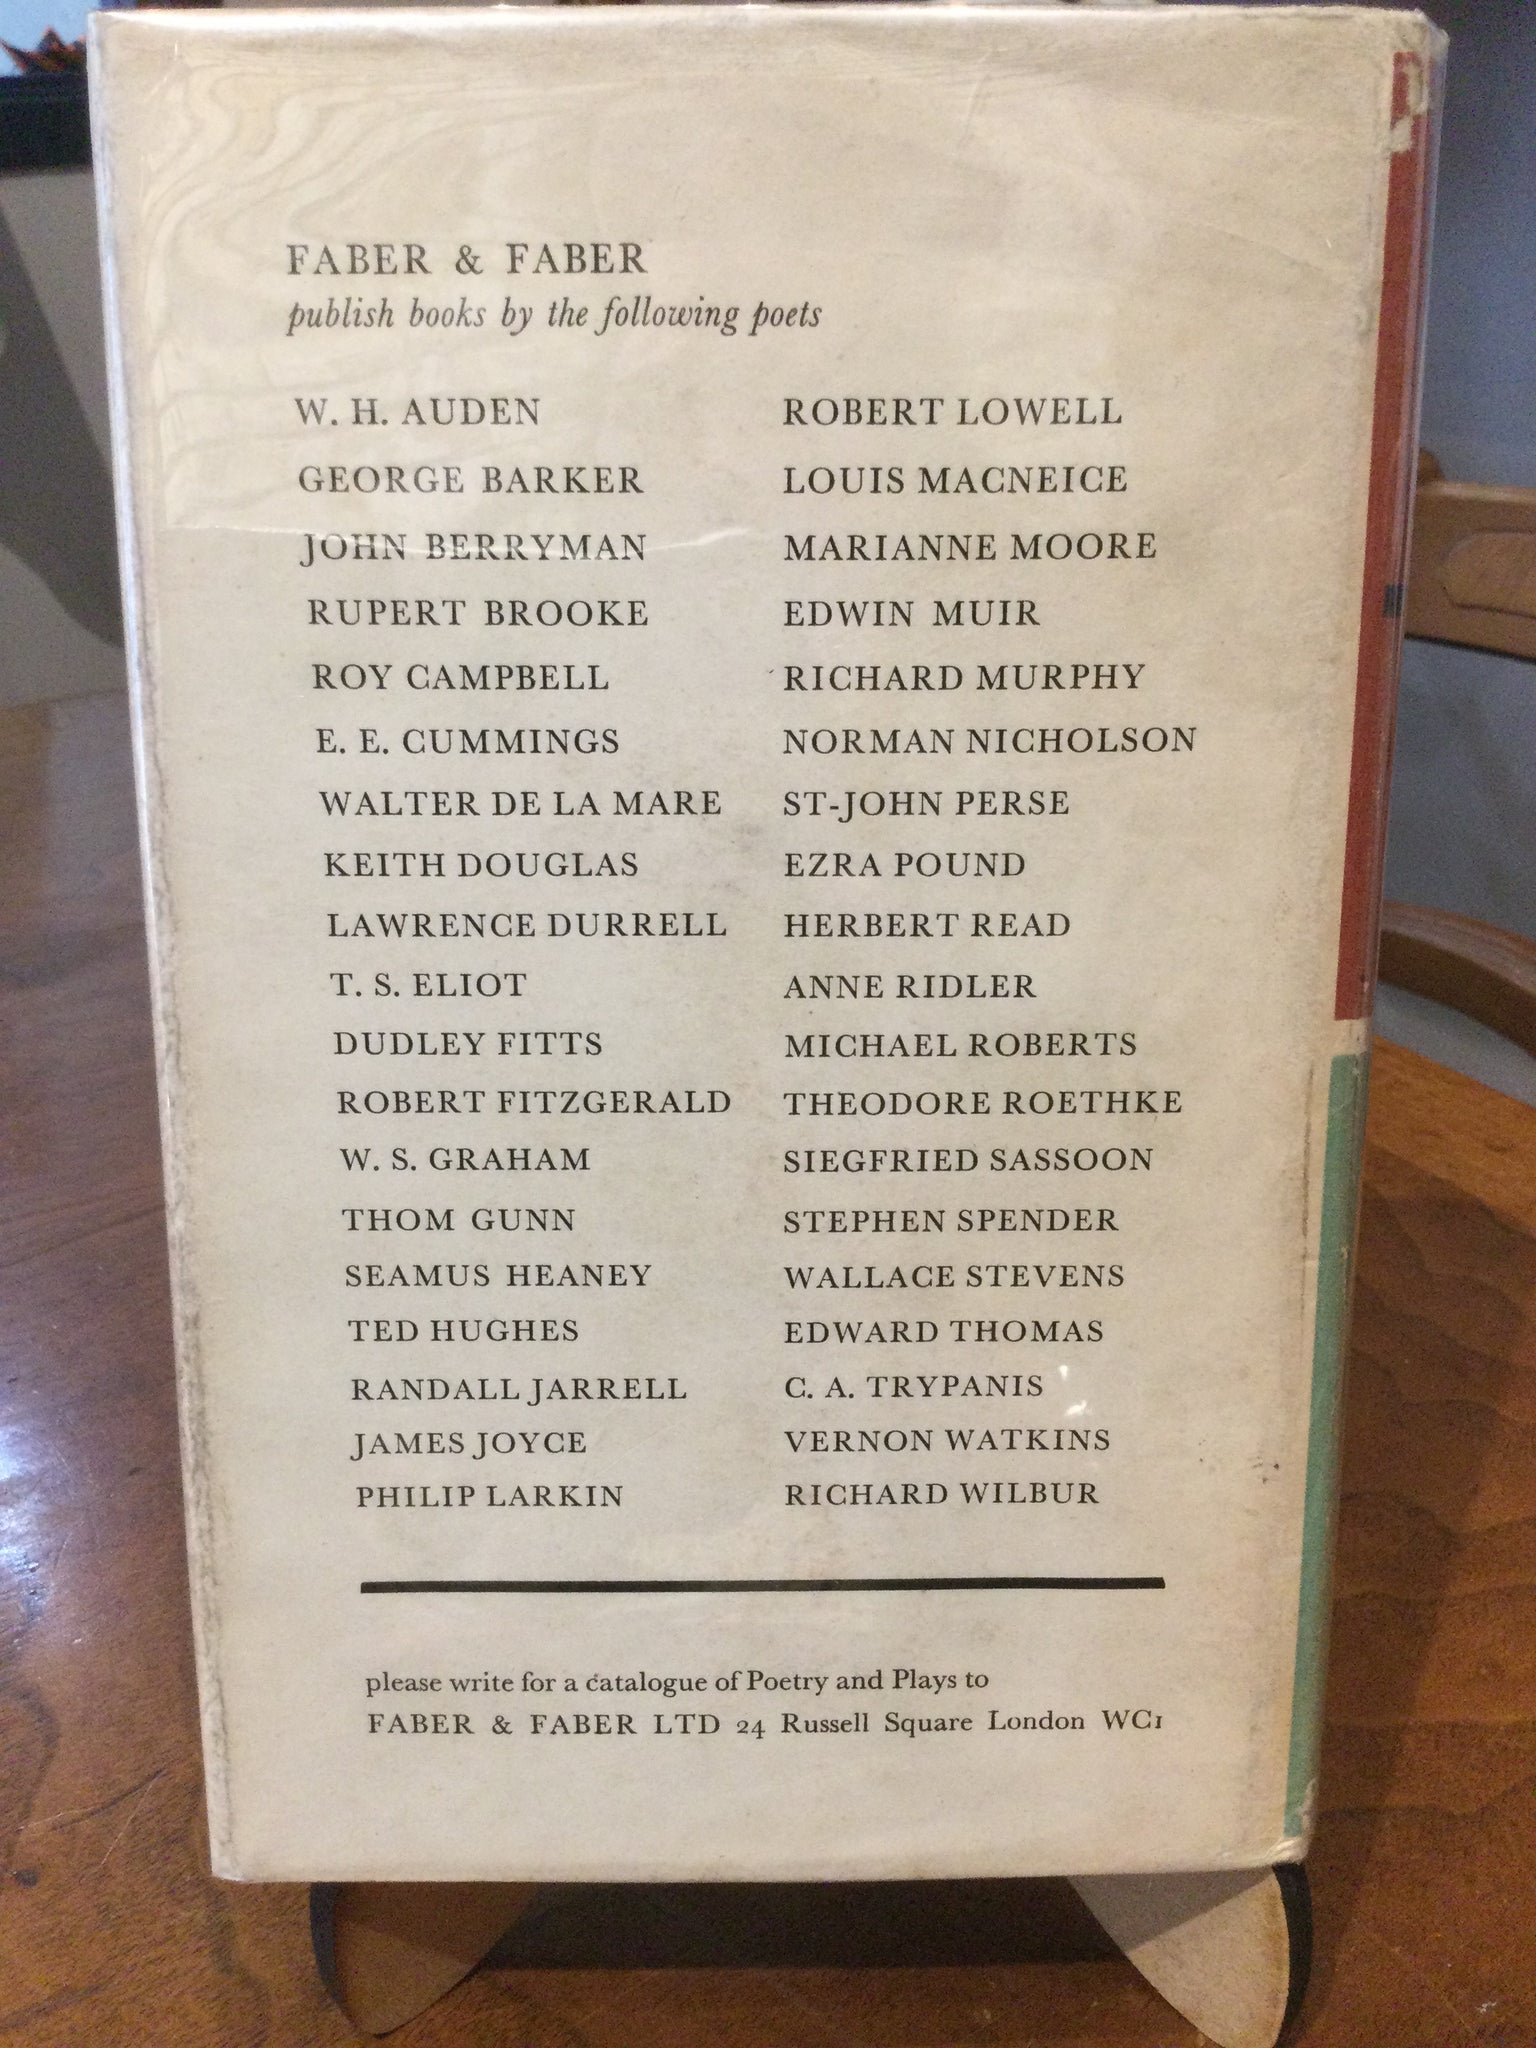 FABER & FABER
publish books by the following poets
W. H. AUDEN
GEORGE BARKER
JOHN BERRYMAN
RUPERT BROOKE
ROY CAMPBELL
E. E. CUMMINGS
WALTER DE LA MARE
KEITH DOUGLAS
LAWRENCE DURRELL
T. S. ELIOT
DUDLEY FITTS
ROBERT FITZGERALD
W. S. GRAHAM
THOM GUNN
SEAMUS HEANEY
TED HUGHES
RANDALL JARRELL
JAMES JOYCE
PHILIP LARKIN
ROBERT LOWELL
LOUIS MACNEICE
MARIANNE MOORE
EDWIN MUIR
RICHARD MURPHY
NORMAN NICHOLSON
ST-JOHN PERSE
EZRA POUND
HERBERT READ
ANNE RIDLER
MICHAEL ROBERTS
THEODORE ROETHKE
SIEGFRIED SASSOON
STEPHEN SPENDER
WALLACE STEVENS
EDWARD THOMAS
C. A. TRYPANIS
VERNON WATKINS
RICHARD WILBUR
please write for a catalogue of Poetry and Plays to
FABER & FABER LTD 24 Russell Square London WC1